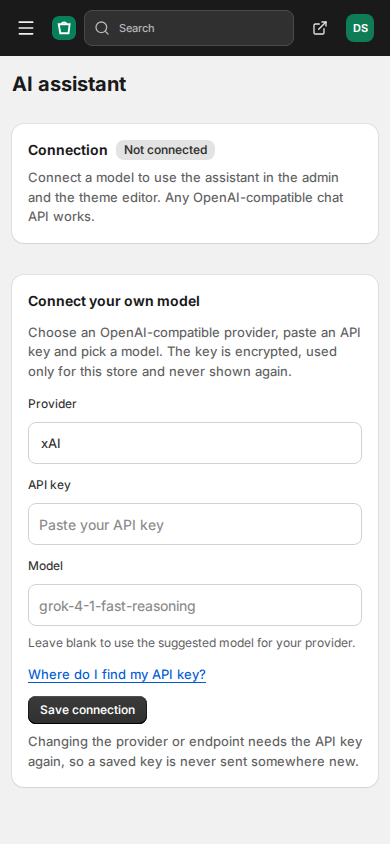 Search
DS
AI assistant
Connection
Not connected
Connect a model to use the assistant in the admin
and the theme editor. Any OpenAI-compatible chat
API works.
Connect your own model
Choose an OpenAI-compatible provider, paste an API
key and pick a model. The key is encrypted, used
only for this store and never shown again.
Provider
xAI
API key
Paste your API key
Model
grok-4-1-fast-reasoning
Leave blank to use the suggested model for your provider.
Where do I find my API key?
Save connection
Changing the provider or endpoint needs the API key
again, so a saved key is never sent somewhere new.